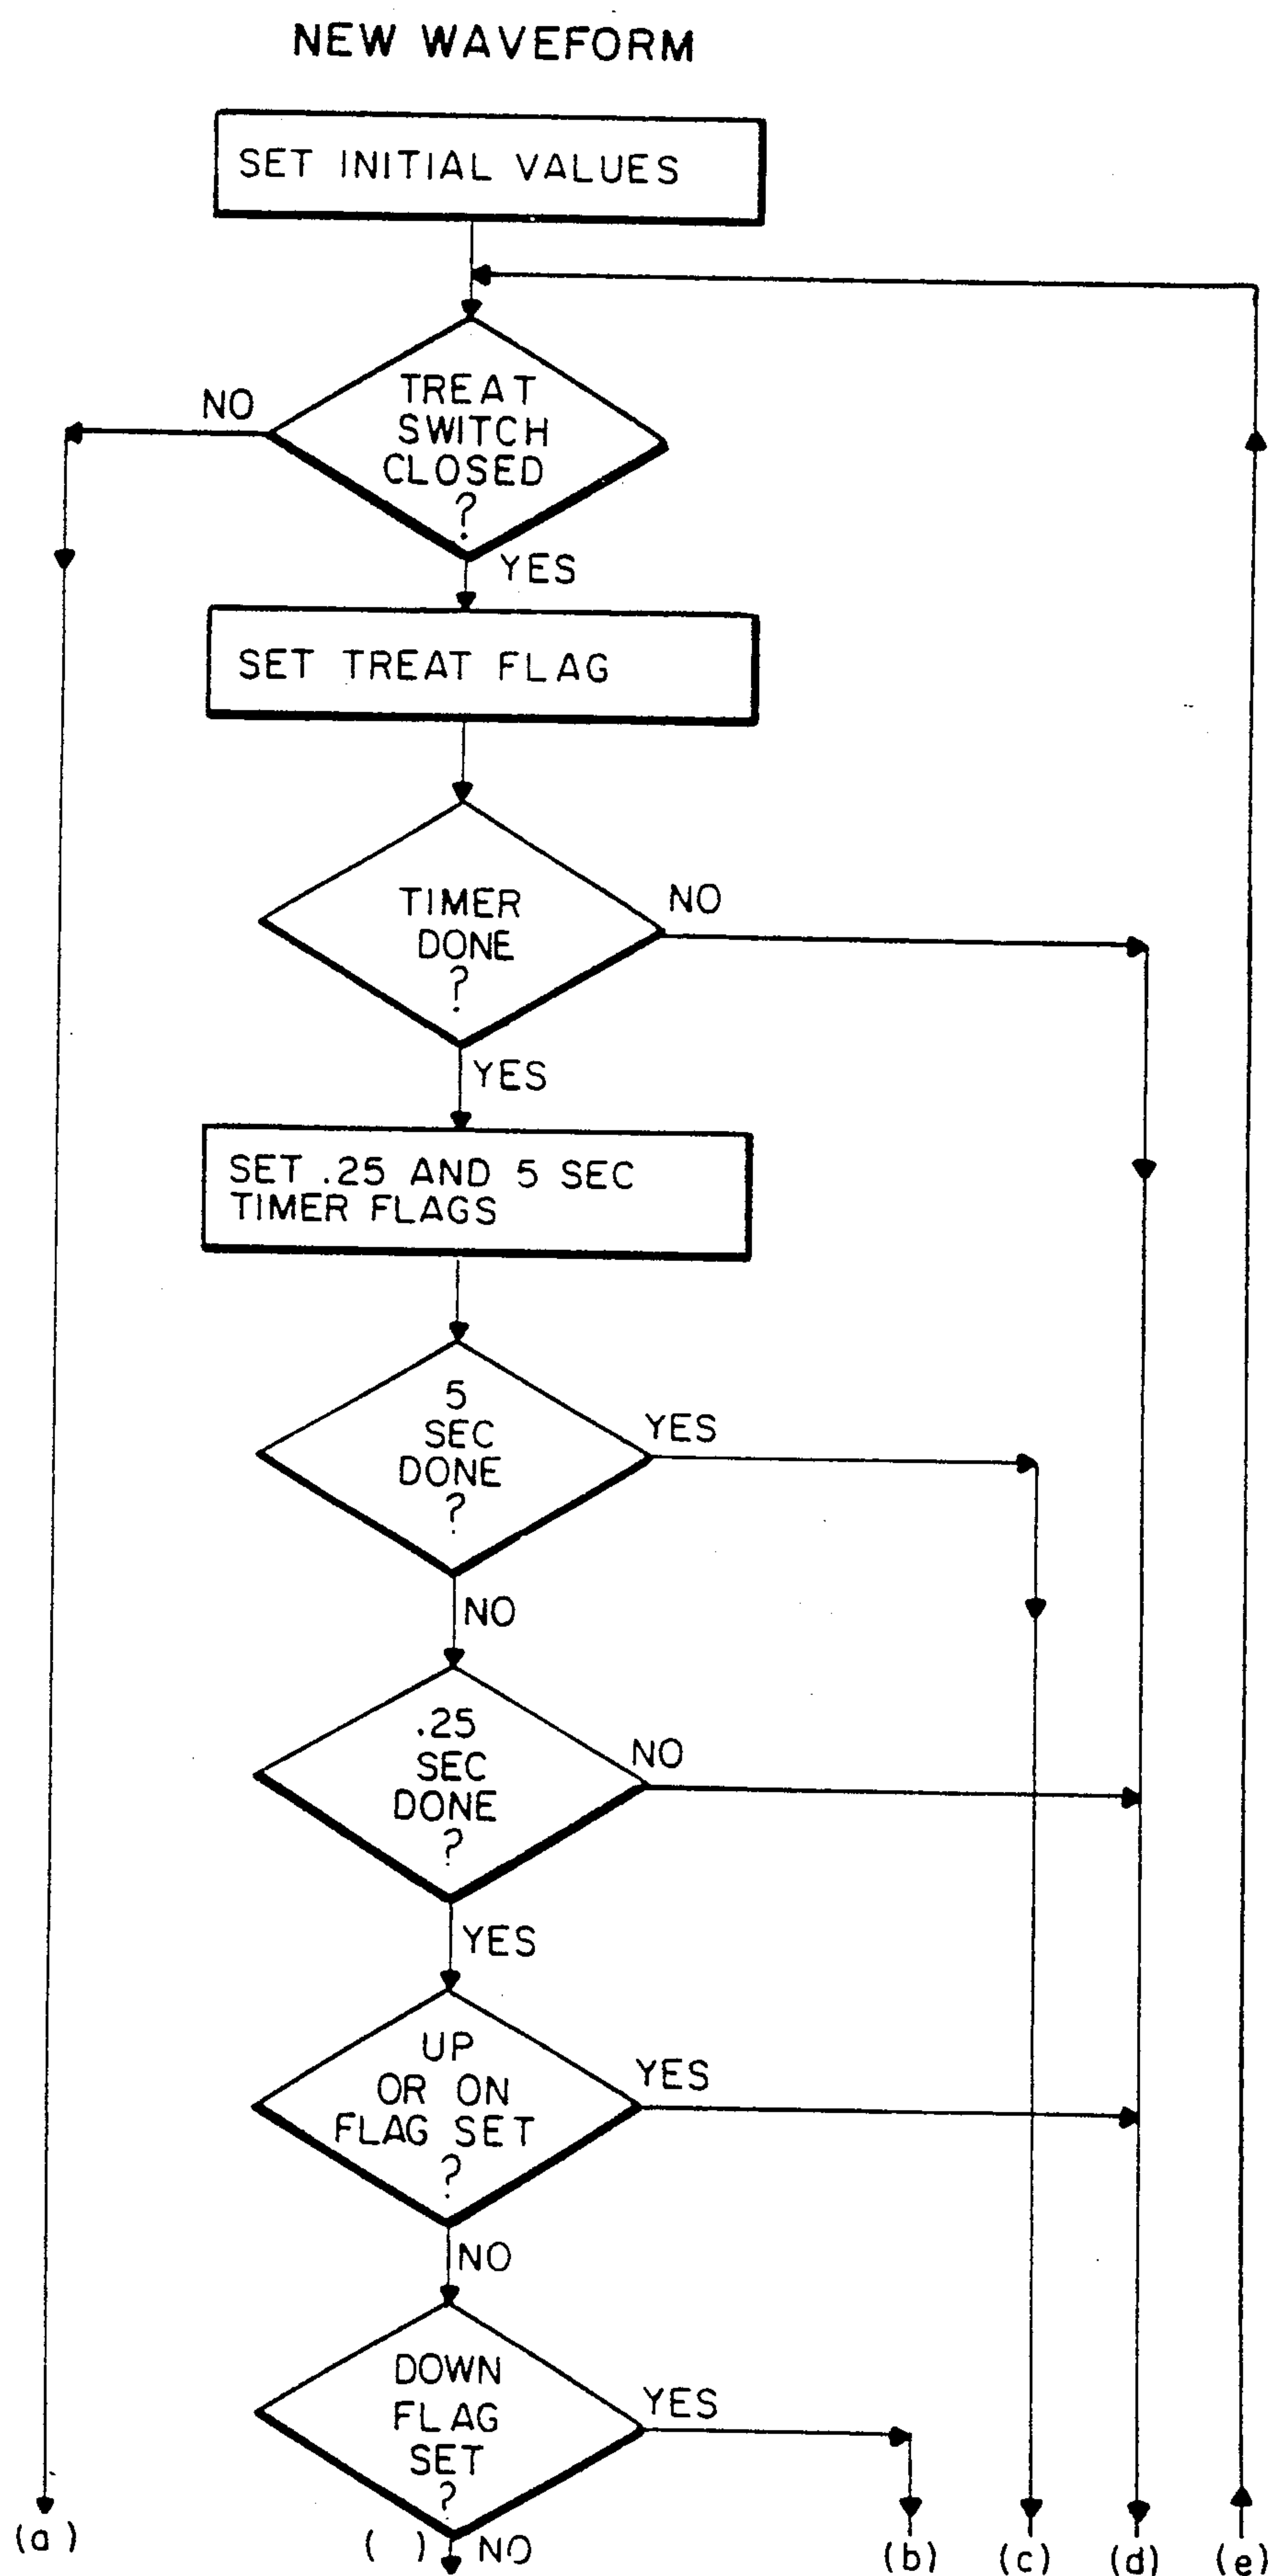 NEW WAVEFORM
SET INITIAL VALUES
TREAT
SWITCH
CLOSED
?
NO
YES
SET TREAT FLAG
TIMER
DONE
?
NO
YES
SET .25 AND 5 SEC
TIMER FLAGS
5
SEC
DONE
?
YES
NO
.25
SEC
DONE
?
NO
YES
UP
OR ON
FLAG SET
?
YES
NO
DOWN
FLAG
SET
?
YES
NO
(a)
( )
(b)
(c)
(d)
(e)